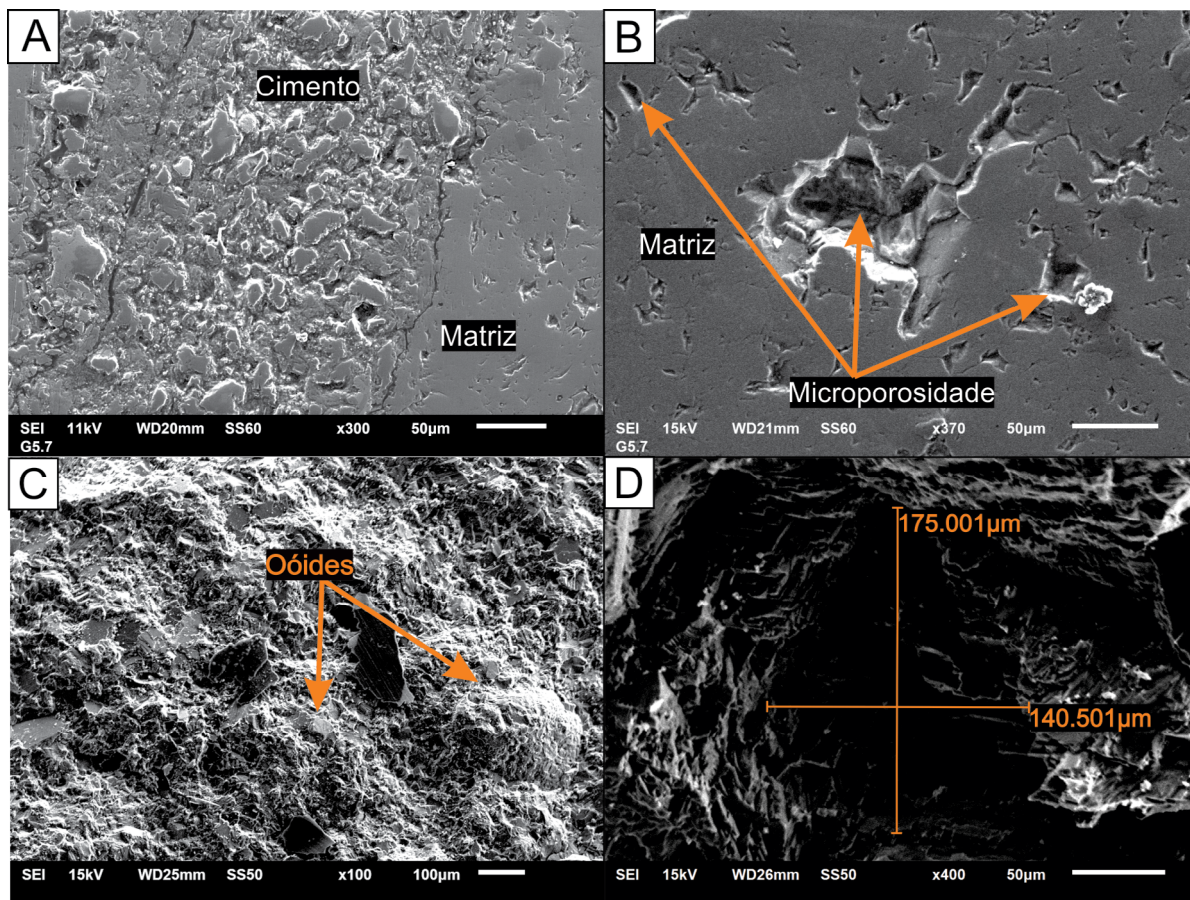 A
Cimento
Matriz
SEI 11kV WD20mm SS60 x300 50µm
G5.7
B
Matriz
Microporosidade
SEI 15kV WD21mm SS60 x370 50µm
G5.7
C
Oóides
SEI 15kV WD25mm SS50 x100 100µm
D
175.001µm
140.501µm
SEI 15kV WD26mm SS50 x400 50µm